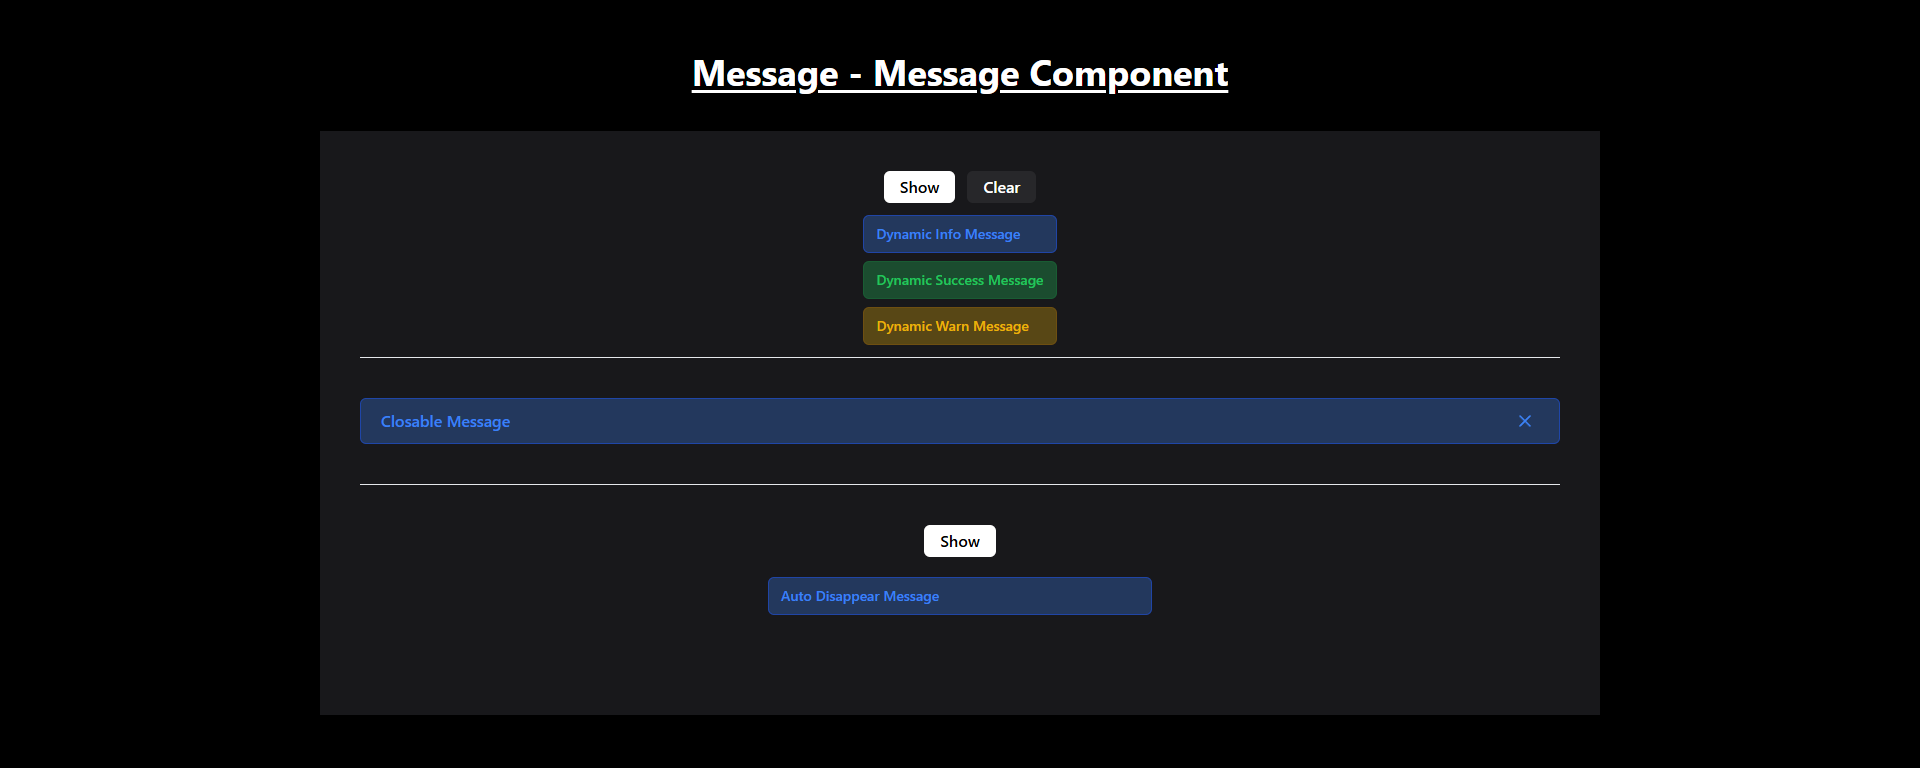 Message - Message Component
Show Clear
Dynamic Info Message
Dynamic Success Message
Dynamic Warn Message
Closable Message
Show
Auto Disappear Message